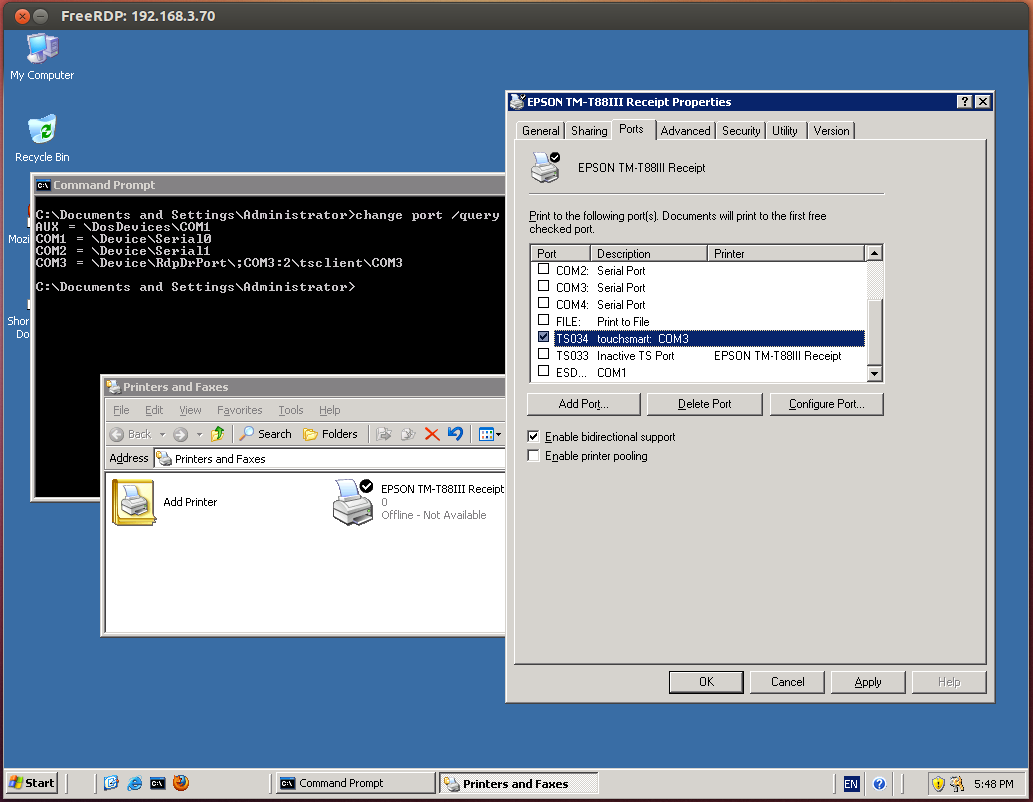 FreeRDP: 192.168.3.70
My Computer
Recycle Bin
Mozi
Shor
Do
Command Prompt
C:\Documents and Settings\Administrator>change port /query
AUX = \DosDevices\COM1
COM1 = \Device\Serial0
COM2 = \Device\Serial1
COM3 = \Device\RdpDrPort\;COM3:2\tsclient\COM3
C:\Documents and Settings\Administrator>
Printers and Faxes
File Edit View Favorites Tools Help
Back Search Folders
Address Printers and Faxes
Add Printer
EPSON TM-T88III Receipt
0
Offline - Not Available
EPSON TM-T88III Receipt Properties
General Sharing Ports Advanced Security Utility Version
EPSON TM-T88III Receipt
Print to the following port(s). Documents will print to the first free
checked port.
Port Description Printer
COM2: Serial Port
COM3: Serial Port
COM4: Serial Port
FILE: Print to File
TS034 touchsmart: COM3
TS033 Inactive TS Port EPSON TM-T88III Receipt
ESD... COM1
Add Port... Delete Port Configure Port...
Enable bidirectional support
Enable printer pooling
OK Cancel Apply Help
Start Command Prompt Printers and Faxes EN 5:48 PM